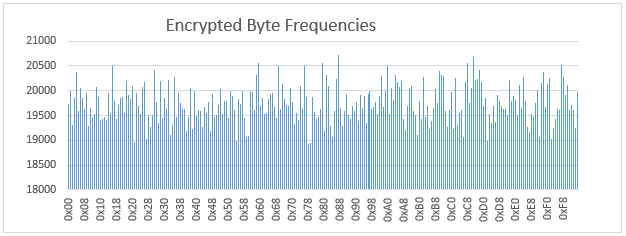 Encrypted Byte Frequencies
21000
20500
20000
19500
19000
18500
18000
0x00
0x08
0x10
0x18
0x20
0x28
0x30
0x38
0x40
0x48
0x50
0x58
0x60
0x68
0x70
0x78
0x80
0x88
0x90
0x98
0xA0
0xA8
0xB0
0xB8
0xC0
0xC8
0xD0
0xD8
0xE0
0xE8
0xF0
0xF8